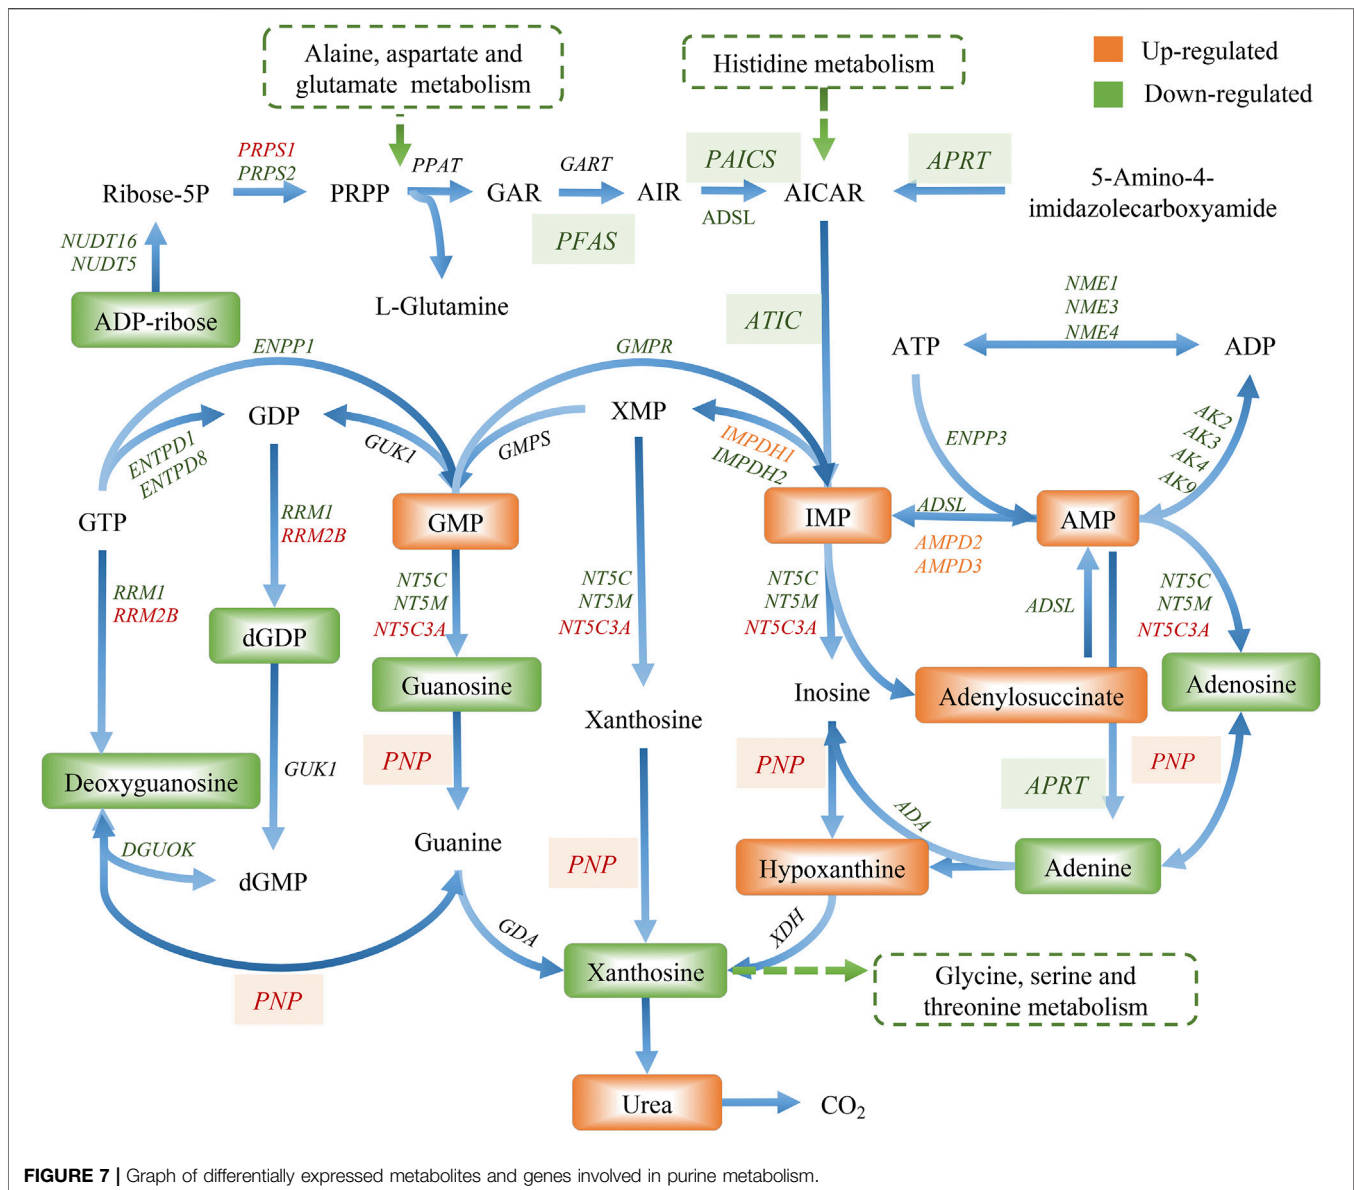 Alaine, aspartate and
glutamate metabolism
Histidine metabolism
Up-regulated
Down-regulated
PRPS1
PRPS2
Ribose-5P
PRPP
PPAT
GAR
GART
AIR
PFAS
PAICS
ADSL
AICAR
APRT
5-Amino-4-
imidazolecarboxyamide
NUDT16
NUDT5
ADP-ribose
L-Glutamine
ATIC
NME1
NME3
NME4
ATP
ADP
ENPP1
GMPR
GDP
XMP
ENTPD1
ENTPD8
GUK1
GMPS
IMPDH1
IMPDH2
ENPP3
AK2
AK3
AK4
AK9
GTP
RRM1
RRM2B
GMP
IMP
ADSL
AMPD2
AMPD3
AMP
RRM1
RRM2B
NT5C
NT5M
NT5C3A
NT5C
NT5M
NT5C3A
NT5C
NT5M
NT5C3A
ADSL
NT5C
NT5M
NT5C3A
dGDP
Guanosine
Xanthosine
Inosine
Adenylosuccinate
Adenosine
Deoxyguanosine
GUK1
PNP
PNP
APRT
PNP
DGUOK
dGMP
Guanine
PNP
ADA
Hypoxanthine
Adenine
PNP
GDA
XDH
Xanthosine
Glycine, serine and
threonine metabolism
Urea
CO₂
FIGURE 7 | Graph of differentially expressed metabolites and genes involved in purine metabolism.